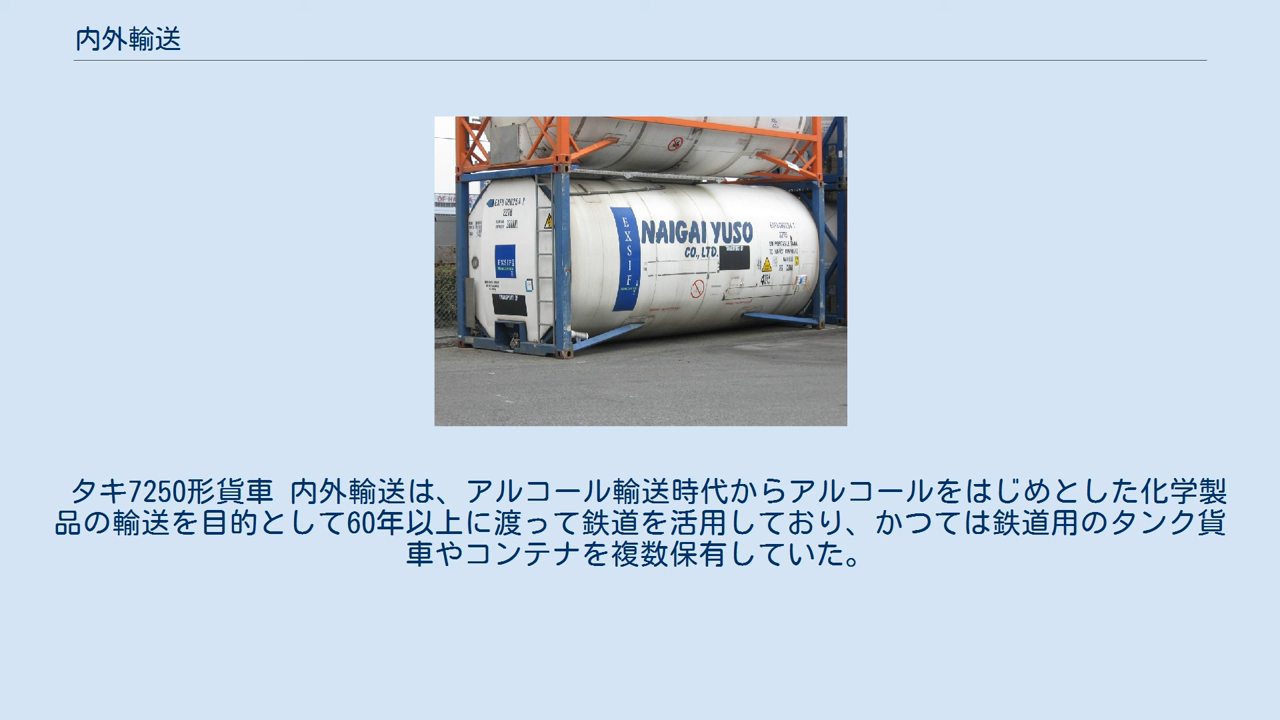 内外輸送
EXSIF
NAIGAI YUSO
CO., LTD.
EXSIF
タキ7250形貨車 内外輸送は、アルコール輸送時代からアルコールをはじめとした化学製
品の輸送を目的として60年以上に渡って鉄道を活用しており、かつては鉄道用のタンク貨
車やコンテナを複数保有していた。